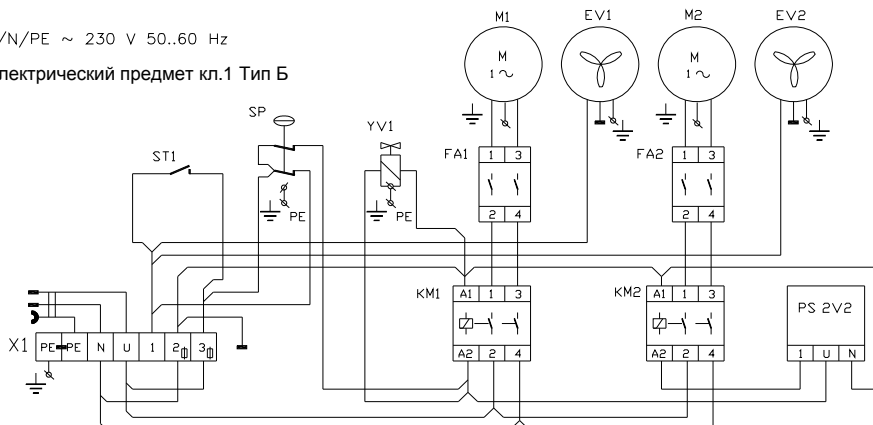 M1 EV1 M2 EV2
/N/PE ~ 230 V 50..60 Hz
M 1~ M 1~
лектрический предмет кл.1 Тип Б
SP
YV1
ST1
FA1 1 3 FA2 1 3
PE PE
2 4 2 4
KM1 A1 1 3 KM2 A1 1 3
PS 2V2
X1 PE PE N U 1 2 3
A2 2 4 A2 2 4 1 U N